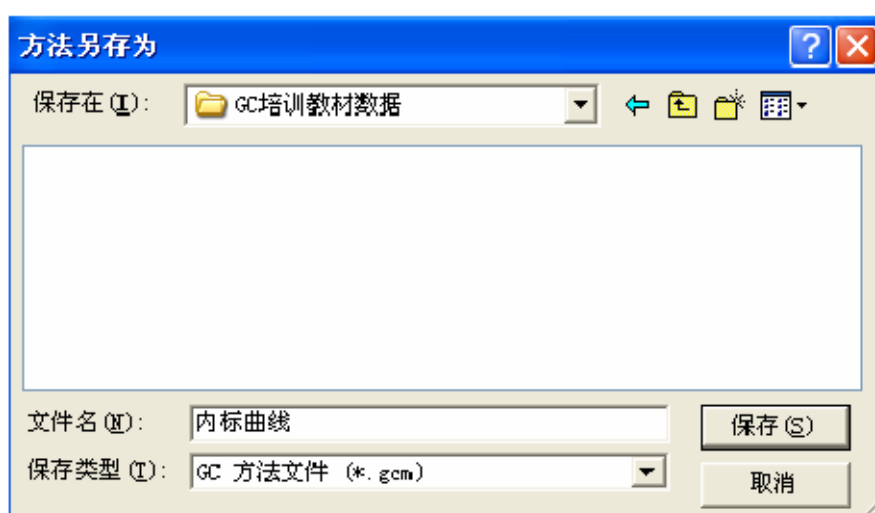 方法另存为
保存在(I): GC培训教材数据
文件名(N): 内标曲线 保存(S)
保存类型(T): GC 方法文件 (*.gcm) 取消